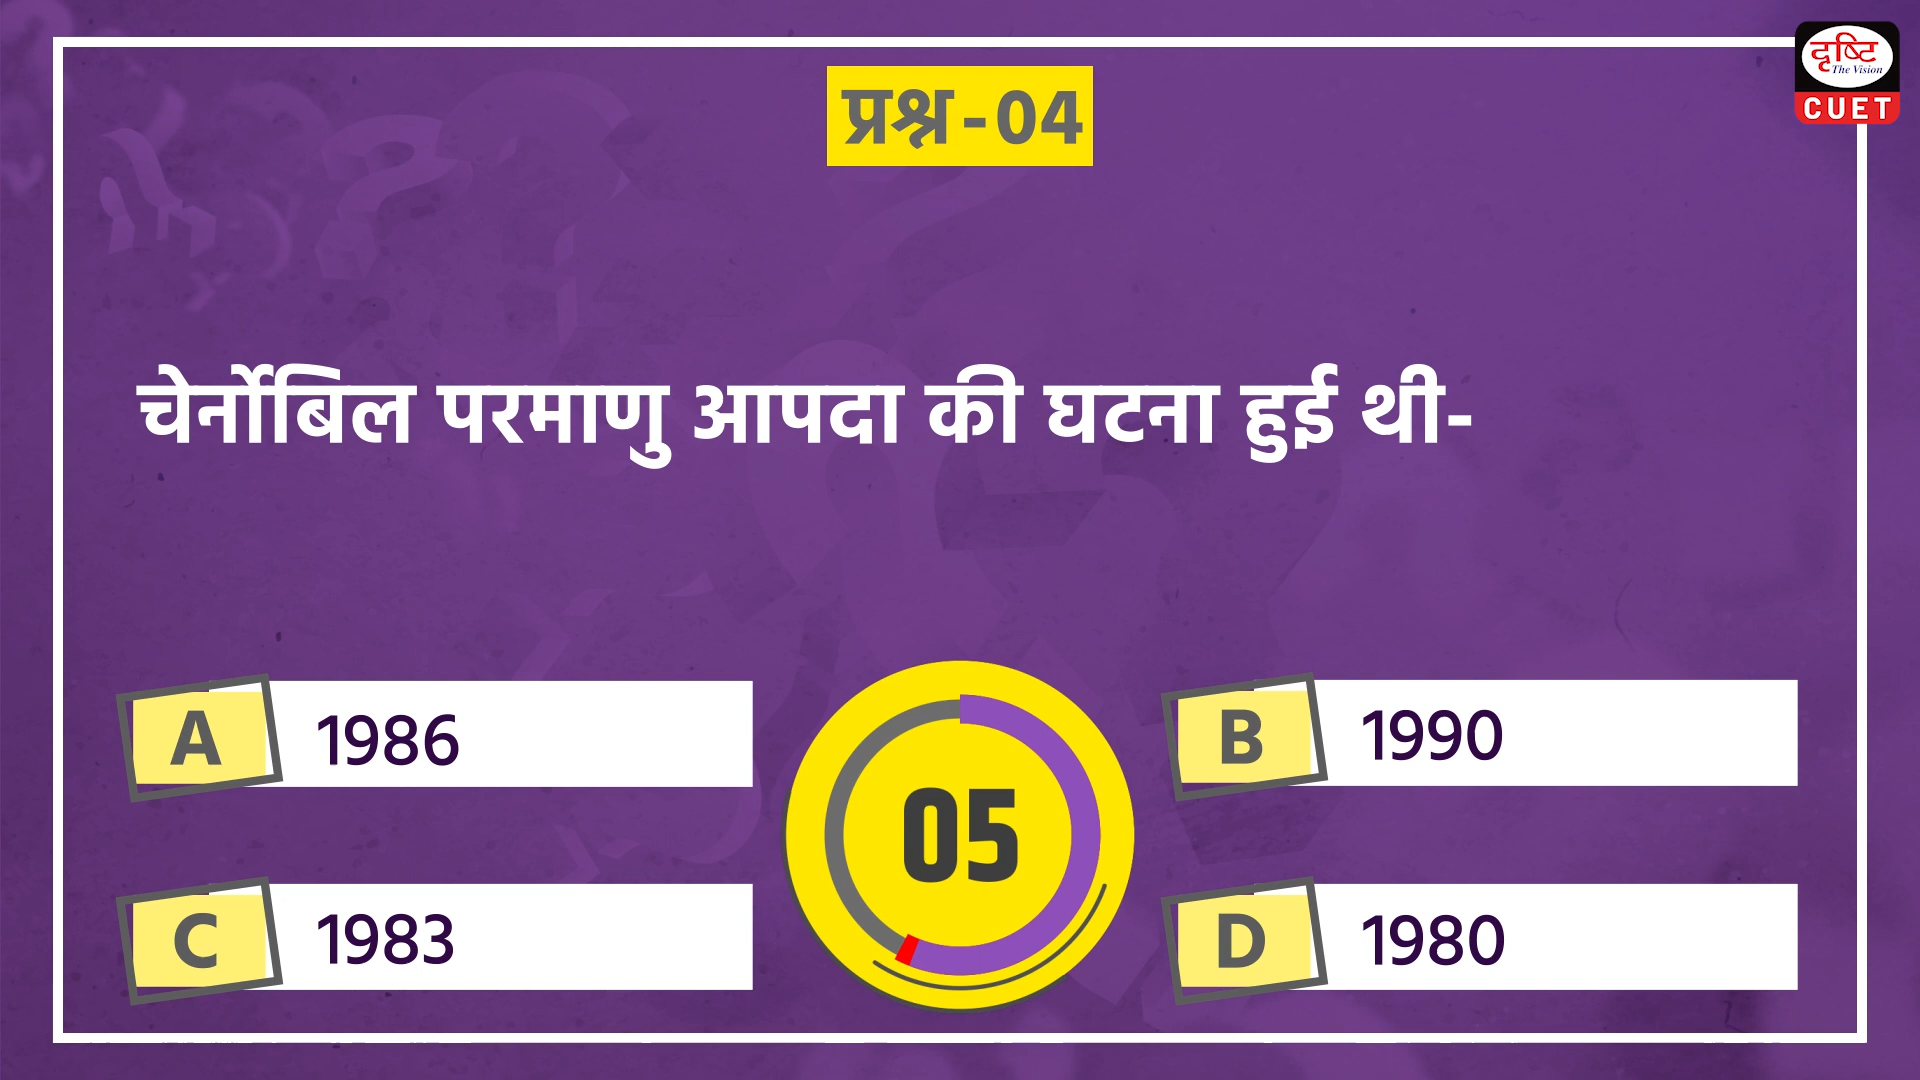 दृष्टि
The Vision
CUET
प्रश्न-04
चेर्नोबिल परमाणु आपदा की घटना हुई थी-
A 1986
B 1990
05
C 1983
D 1980